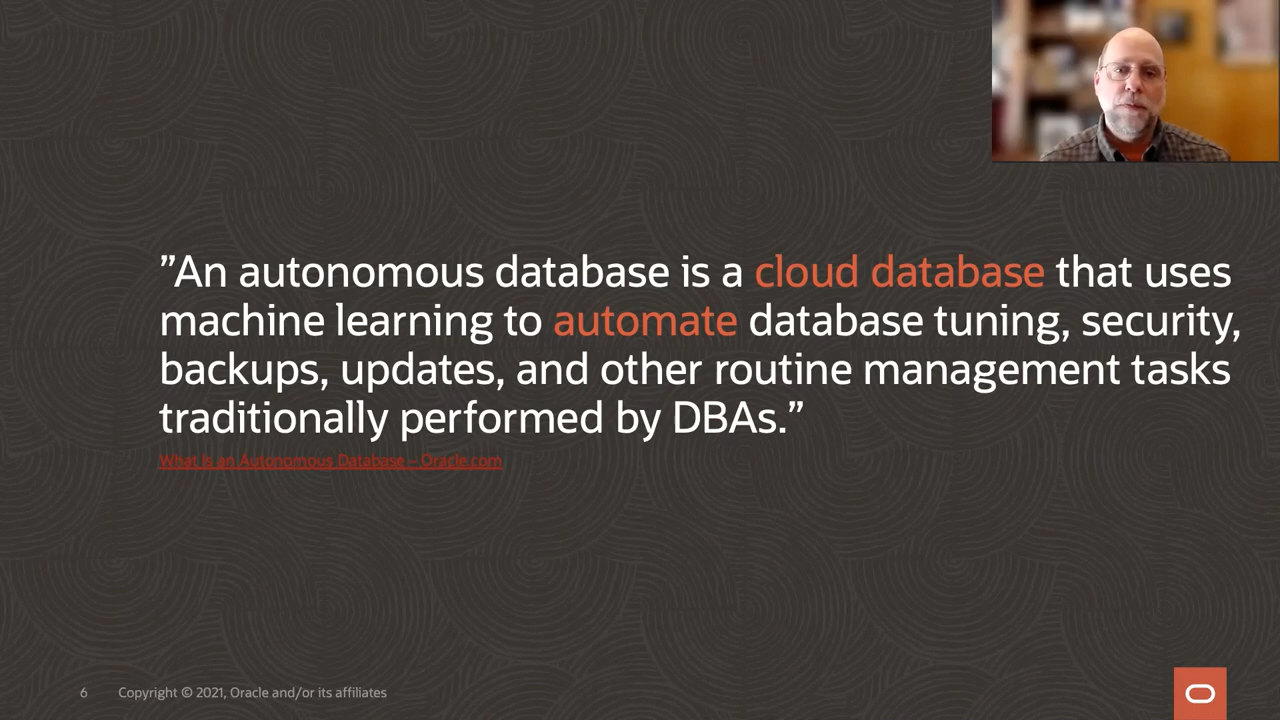 ”An autonomous database is a cloud database that uses
machine learning to automate database tuning, security,
backups, updates, and other routine management tasks
traditionally performed by DBAs.”
What Is an Autonomous Database – Oracle.com
6 Copyright © 2021, Oracle and/or its affiliates